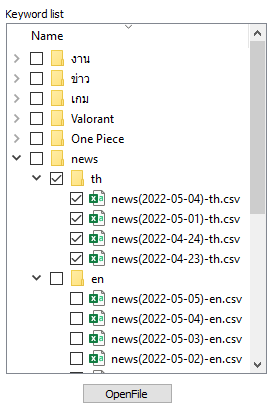 Keyword list
Name
งาน
ข่าว
เกม
Valorant
One Piece
news
th
news(2022-05-04)-th.csv
news(2022-05-01)-th.csv
news(2022-04-24)-th.csv
news(2022-04-23)-th.csv
en
news(2022-05-05)-en.csv
news(2022-05-04)-en.csv
news(2022-05-03)-en.csv
news(2022-05-02)-en.csv
OpenFile